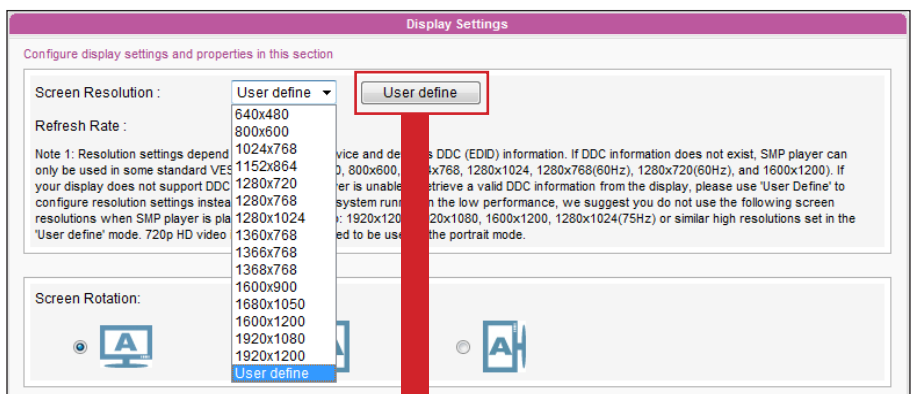 Display Settings
Configure display settings and properties in this section
Screen Resolution : User define User define
640x480
Refresh Rate :
800x600
1024x768
1152x864
1280x720
1280x768
1280x1024
1360x768
1366x768
1368x768
1600x900
1680x1050
1600x1200
1920x1080
1920x1200
User define
Note 1: Resolution settings depend vice and de s DDC (EDID) information. If DDC information does not exist, SMP player can
only be used in some standard VES 0, 800x600, x768, 1280x1024, 1280x768(60Hz), 1280x720(60Hz), and 1600x1200). If
your display does not support DDC er is unable etrieve a valid DDC information from the display, please use 'User Define' to
configure resolution settings instea system run n the low performance, we suggest you do not use the following screen
resolutions when SMP player is pla : 1920x120 20x1080, 1600x1200, 1280x1024(75Hz) or similar high resolutions set in the
'User define' mode. 720p HD video ed to be use the portrait mode.
Screen Rotation:
A
A